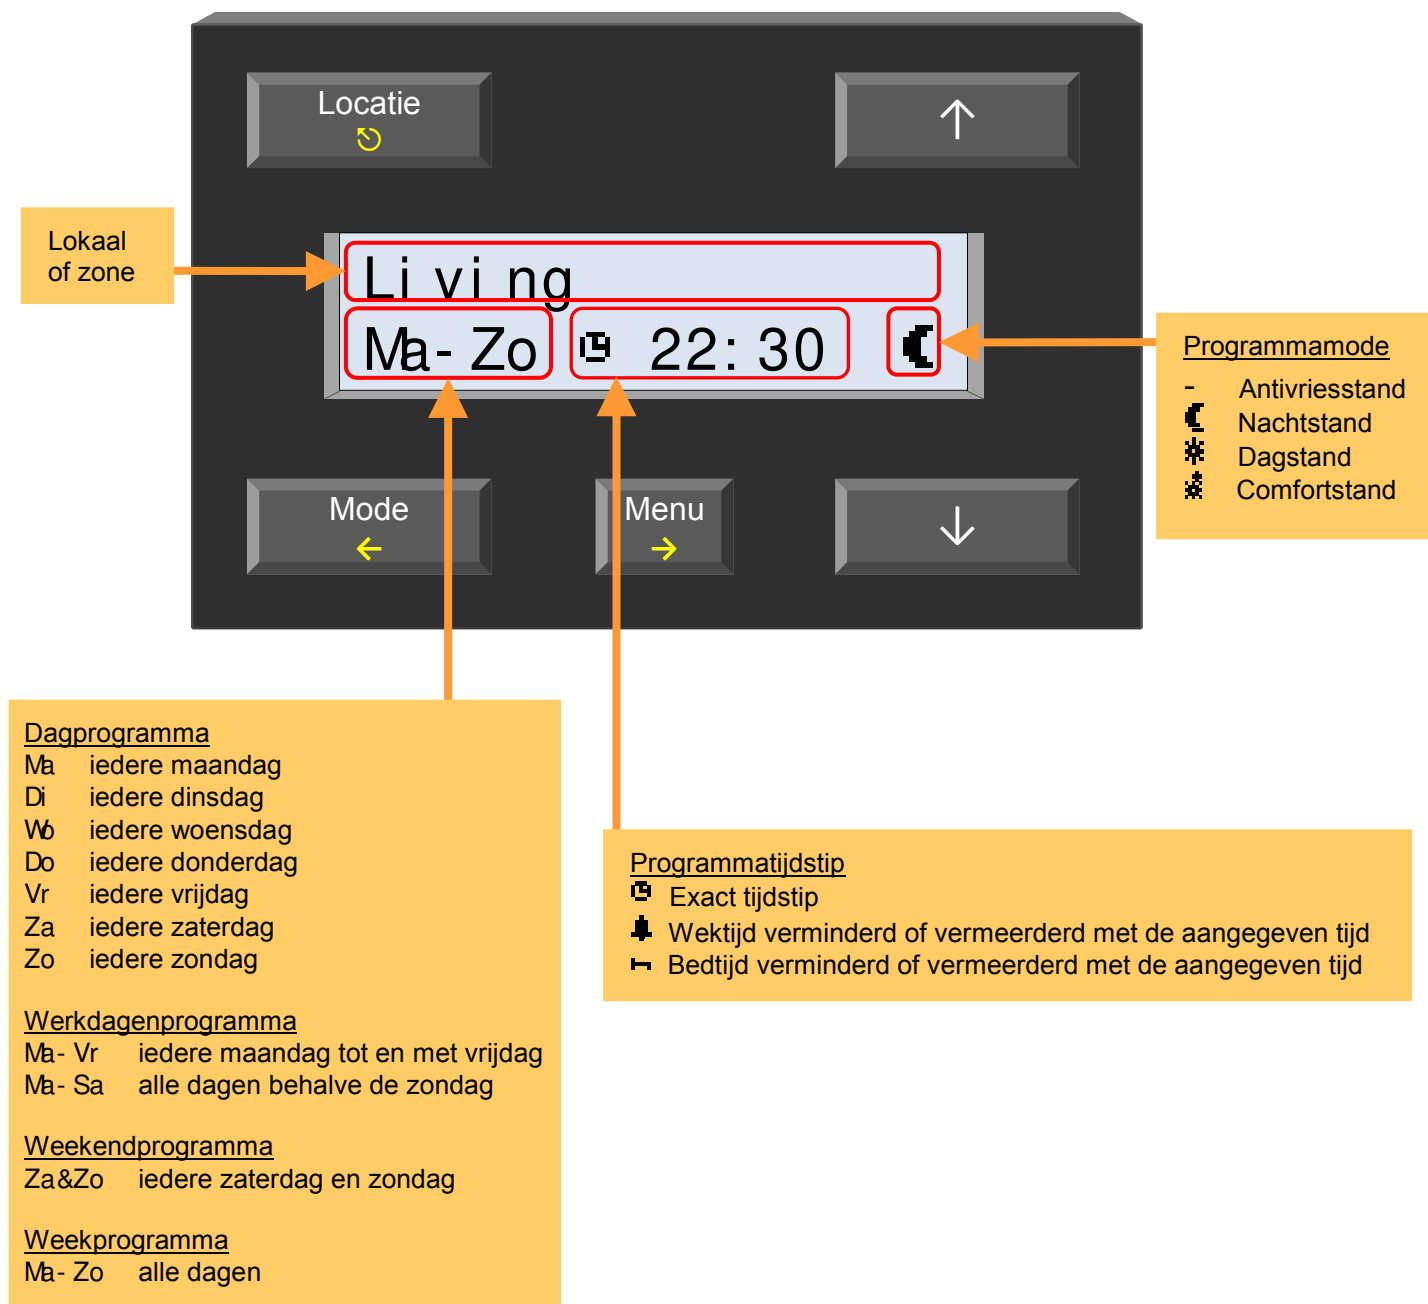 Locatie
↑
Lokaal
of zone
Living
Ma-Zo 22:30
Programmamode
- Antivriesstand
Nachtstand
Dagstand
Comfortstand
Mode
←
Menu
→
↓
Dagprogramma
Ma iedere maandag
Di iedere dinsdag
Wo iedere woensdag
Do iedere donderdag
Vr iedere vrijdag
Za iedere zaterdag
Zo iedere zondag
Werkdagenprogramma
Ma-Vr iedere maandag tot en met vrijdag
Ma-Sa alle dagen behalve de zondag
Weekendprogramma
Za&Zo iedere zaterdag en zondag
Weekprogramma
Ma-Zo alle dagen
Programmatijdstip
Exact tijdstip
Wektijd verminderd of vermeerderd met de aangegeven tijd
Bedtijd verminderd of vermeerderd met de aangegeven tijd